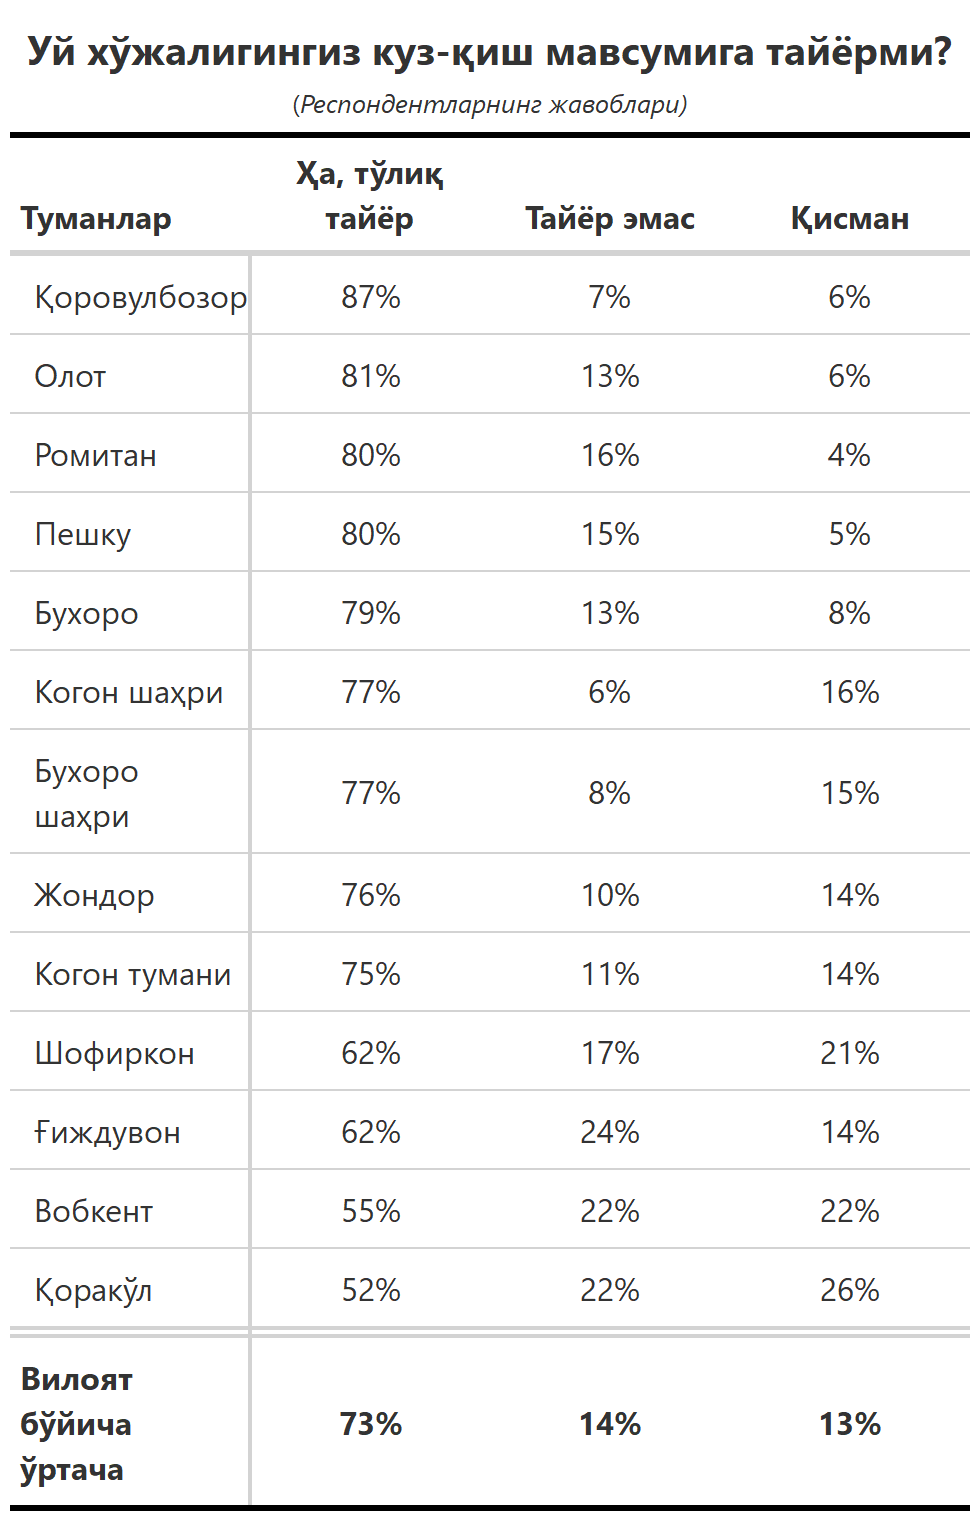 Уй хўжалигингиз куз-қиш мавсумига тайёрми?
(Респондентларнинг жавоблари)
Туманлар Ҳа, тўлиқ тайёр Тайёр эмас Қисман
Қоровулбозор 87% 7% 6%
Олот 81% 13% 6%
Ромитан 80% 16% 4%
Пешку 80% 15% 5%
Бухоро 79% 13% 8%
Когон шаҳри 77% 6% 16%
Бухоро шаҳри 77% 8% 15%
Жондор 76% 10% 14%
Когон тумани 75% 11% 14%
Шофиркон 62% 17% 21%
Ғиждувон 62% 24% 14%
Вобкент 55% 22% 22%
Қоракўл 52% 22% 26%
Вилоят бўйича ўртача 73% 14% 13%